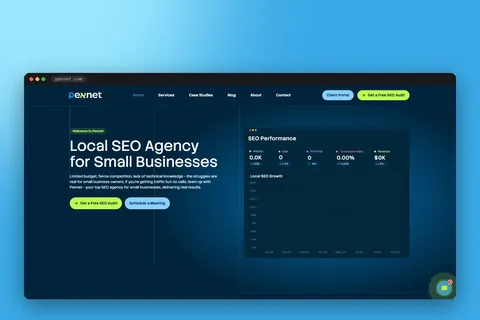 pexnet.com
pexnet
Home
Services
Case Studies
Blog
About
Contact
Client Portal
Get a Free SEO Audit
Welcome to Pexnet
Local SEO Agency
for Small Businesses
Limited budget, fierce competition, lack of technical knowledge - the struggles are
real for small business owners. If you're getting traffic but no calls, team up with
Pexnet - your top SEO agency for small businesses, delivering real results.
Get a Free SEO Audit
Schedule a Meeting
SEO Performance
Visitors
Calls
Conversion Rate
Revenue
0.0K
0
0
0.00%
$0K
Local SEO Growth